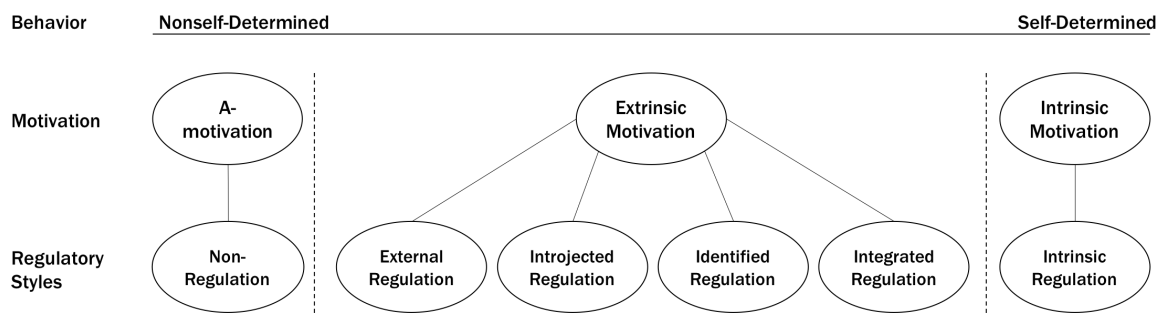 Behavior
Nonself-Determined
Self-Determined
Motivation
A-
motivation
Extrinsic
Motivation
Intrinsic
Motivation
Regulatory
Styles
Non-
Regulation
External
Regulation
Introjected
Regulation
Identified
Regulation
Integrated
Regulation
Intrinsic
Regulation